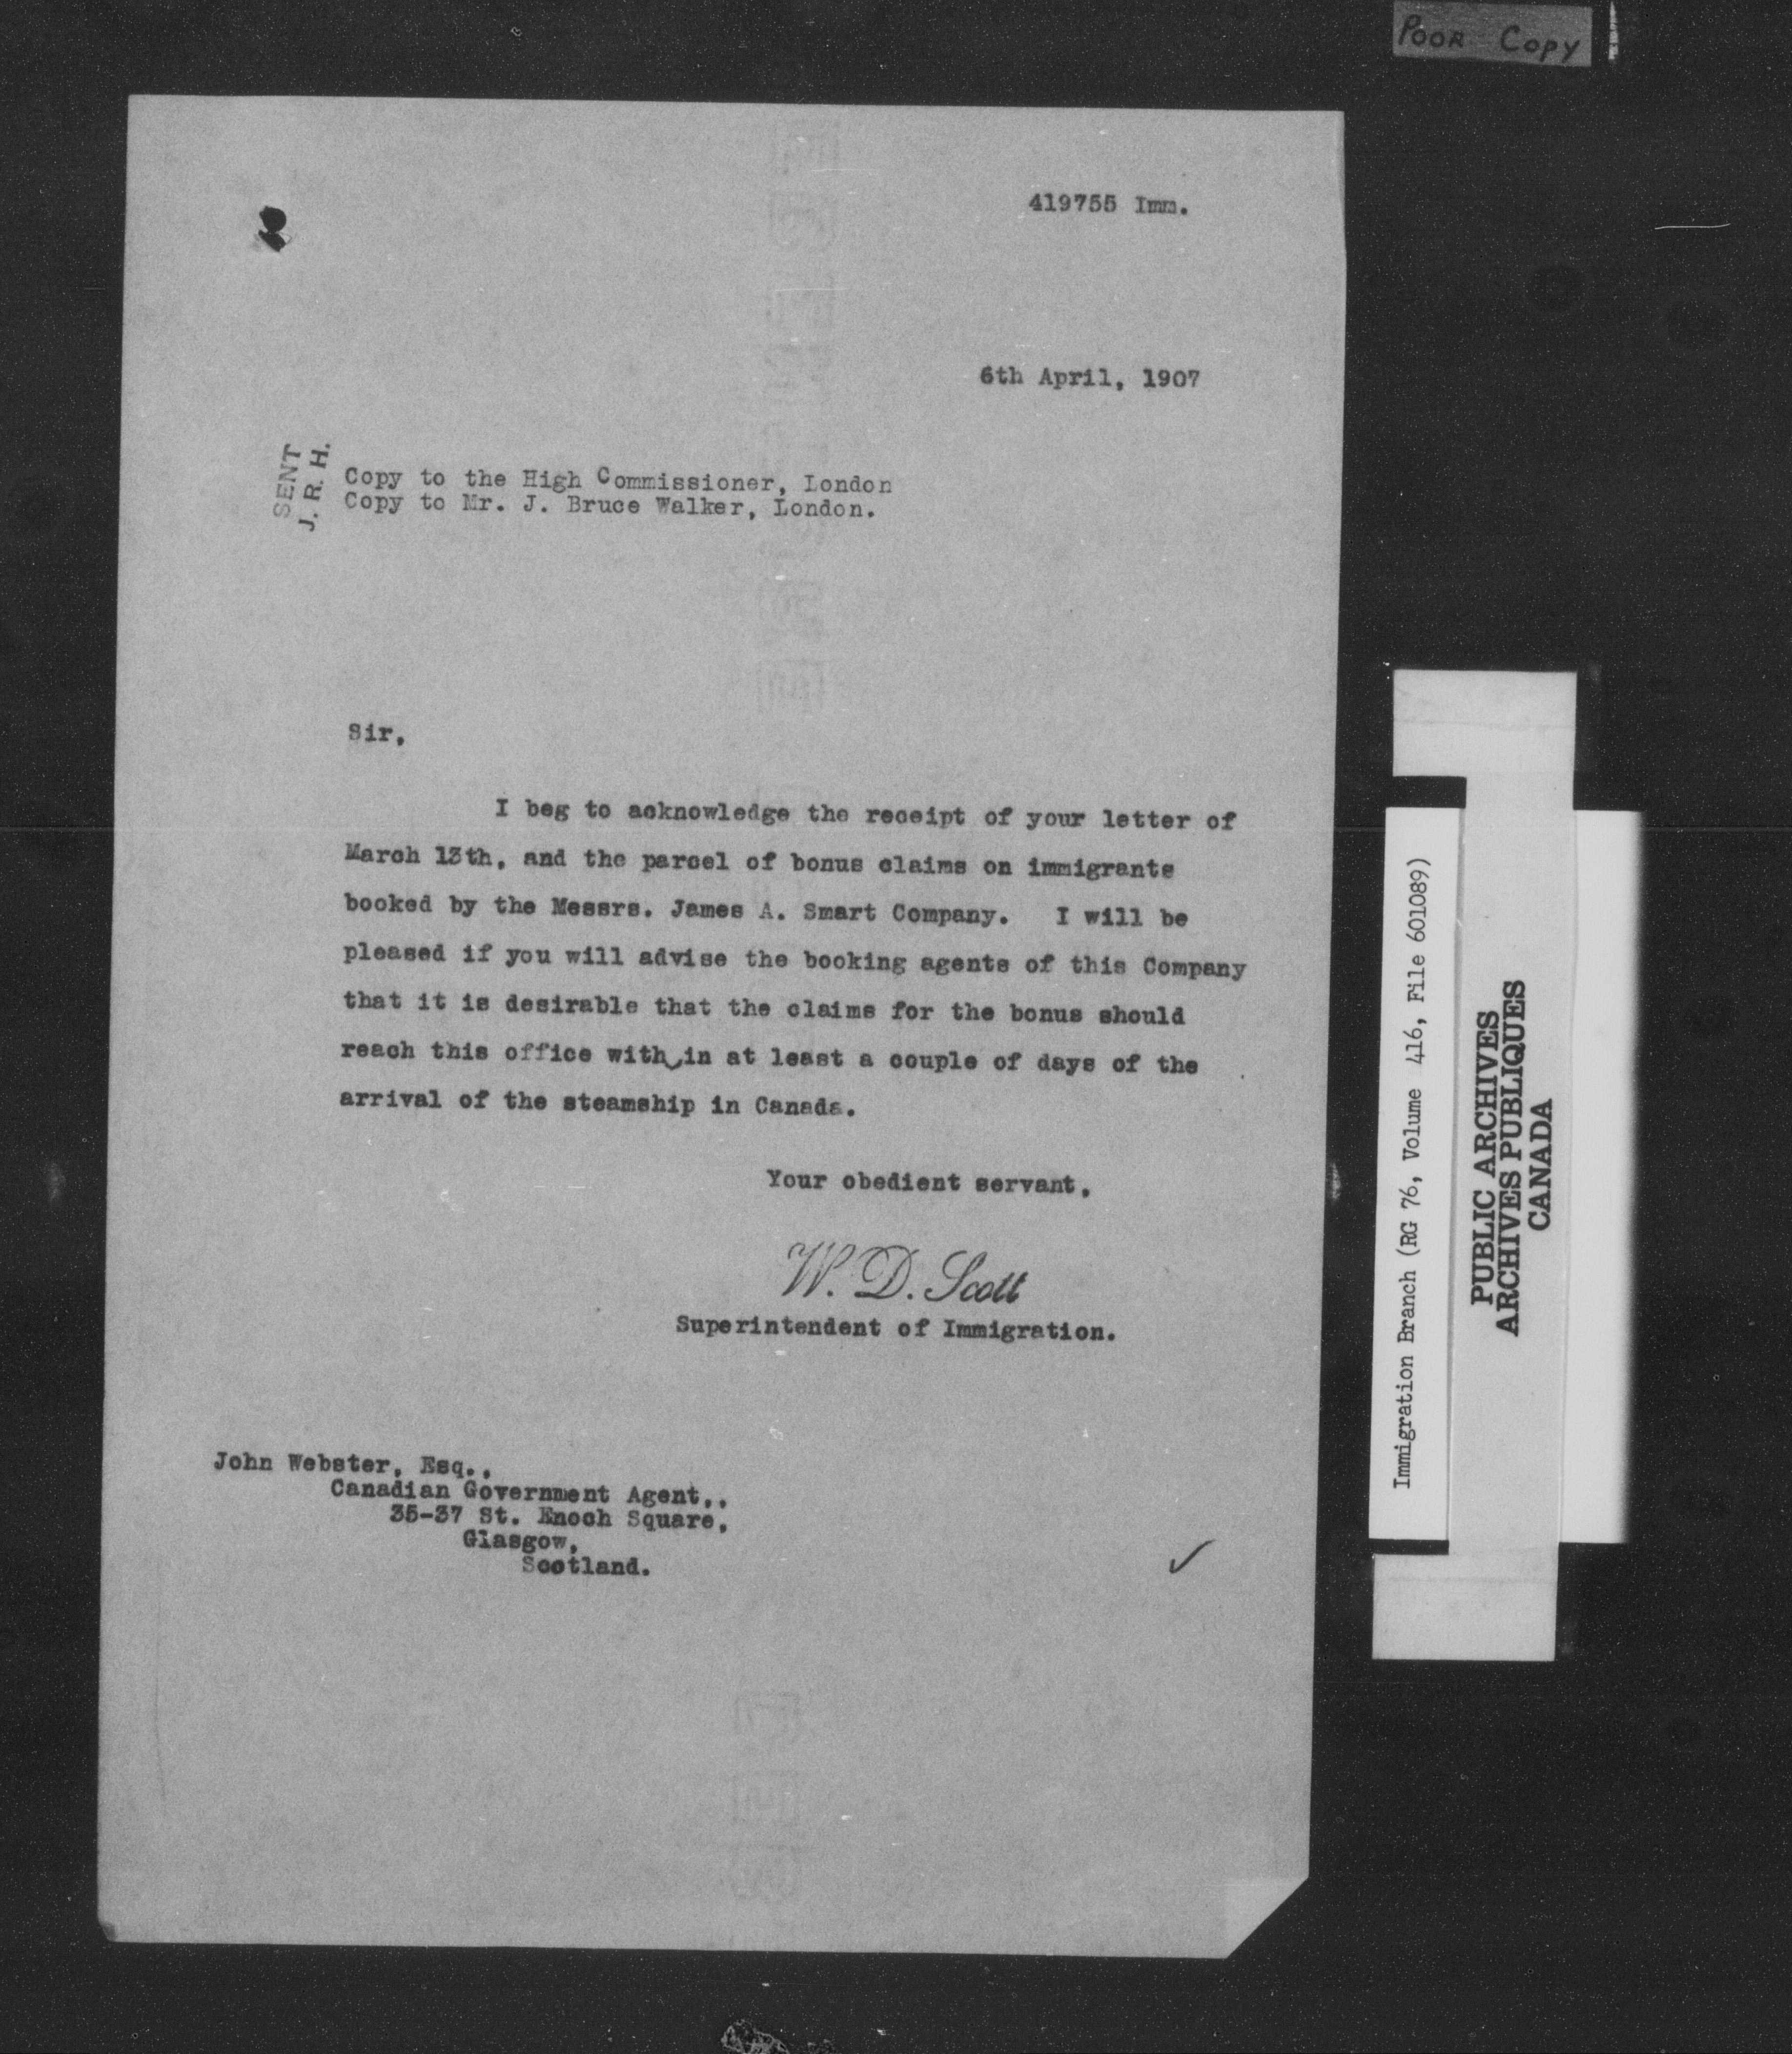 POOR COPY
419755 Imm.
6th April, 1907
SENT
J. R. H.
Copy to the High Commissioner, London
Copy to Mr. J. Bruce Walker, London.
Sir,
I beg to acknowledge the receipt of your letter of
March 13th, and the parcel of bonus claims on immigrants
booked by the Messrs. James A. Smart Company. I will be
pleased if you will advise the booking agents of this Company
that it is desirable that the claims for the bonus should
reach this office with in at least a couple of days of the
arrival of the steamship in Canada.
Your obedient servant,
W. D. Scott
Superintendent of Immigration.
John Webster, Esq.,
Canadian Government Agent,,
35-37 St. Enoch Square,
Glasgow,
Scotland.
Immigration Branch (RG 76, Volume 416, File 601089)
PUBLIC ARCHIVES
ARCHIVES PUBLIQUES
CANADA